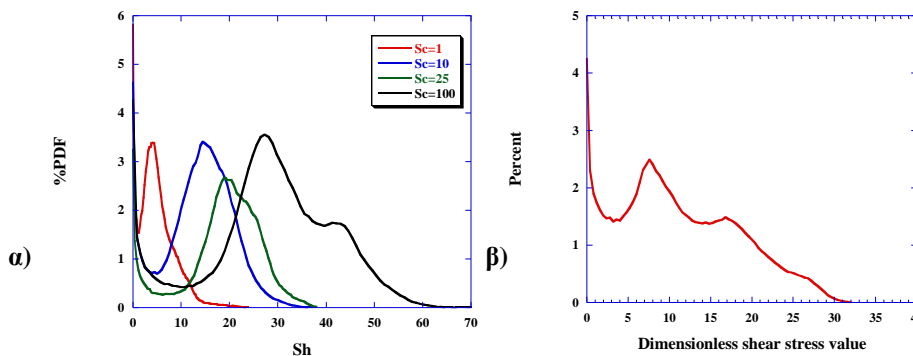 α)
%PDF
6
5
4
3
2
1
0
Sc=1
Sc=10
Sc=25
Sc=100
0 10 20 30 40 50 60 70
Sh
β)
Percent
5
4
3
2
1
0
0 5 10 15 20 25 30 35 40
Dimensionless shear stress value